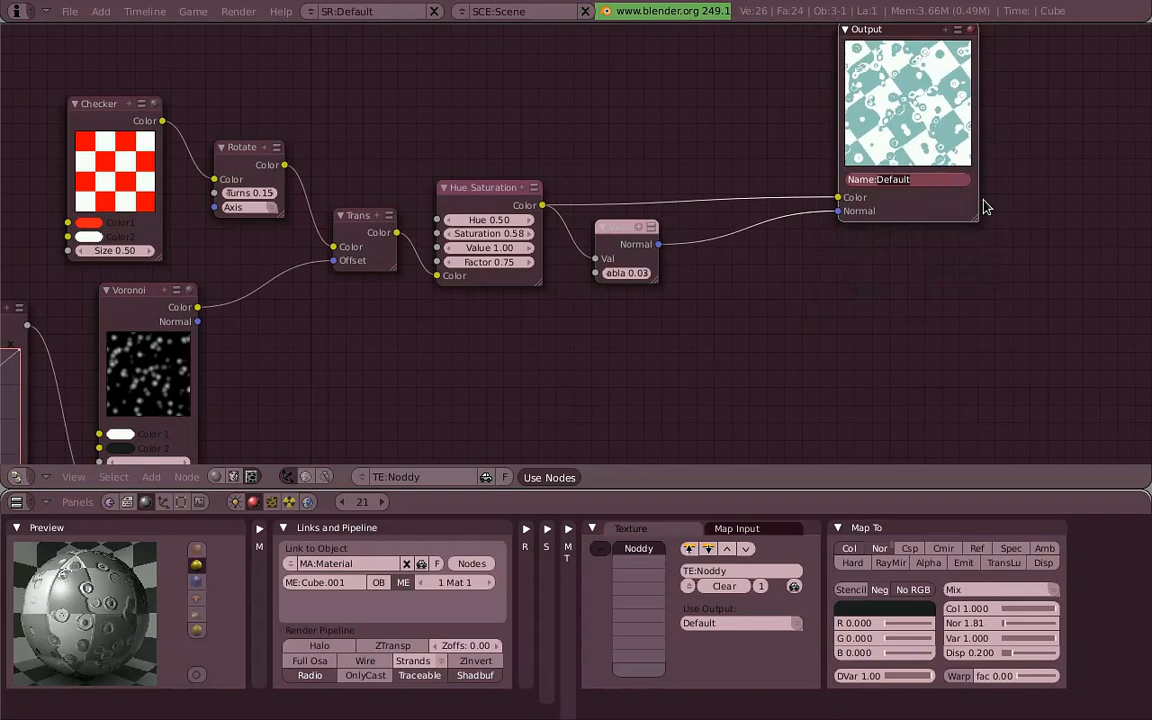 File Add Timeline Game Render Help SR:Default SCE:Scene www.blender.org 249.1 Ve:26 | Fa:24 | Ob:3-1 | La:1 | Mem:3.66M (0.49M) | Time: | Cube
Output
Name:Default
Color
Normal
Checker
Color
Color1
Color2
Size 0.50
Rotate
Color
Color
Turns 0.15
Axis
Trans
Color
Color
Offset
Hue Saturation
Color
Hue 0.50
Saturation 0.58
Value 1.00
Factor 0.75
Color
Normal
Val
abla 0.03
Voronoi
Color
Normal
Color 1
Color 2
X
View Select Add Node TE:Noddy F Use Nodes
Panels 21
Preview
M
Links and Pipeline
Link to Object
MA:Material F Nodes
ME:Cube.001 OB ME 1 Mat 1
Render Pipeline
Halo ZTransp Zoffs: 0.00
Full Osa Wire Strands ZInvert
Radio OnlyCast Traceable Shadbuf
R
S
M
T
Texture Map Input
Noddy
TE:Noddy
Clear 1
Use Output:
Default
Map To
Col Nor Csp Cmir Ref Spec Amb
Hard RayMir Alpha Emit TransLu Disp
Stencil Neg No RGB Mix
R 0.000
G 0.000
B 0.000
DVar 1.00
Col 1.000
Nor 1.81
Var 1.000
Disp 0.200
Warp fac 0.00